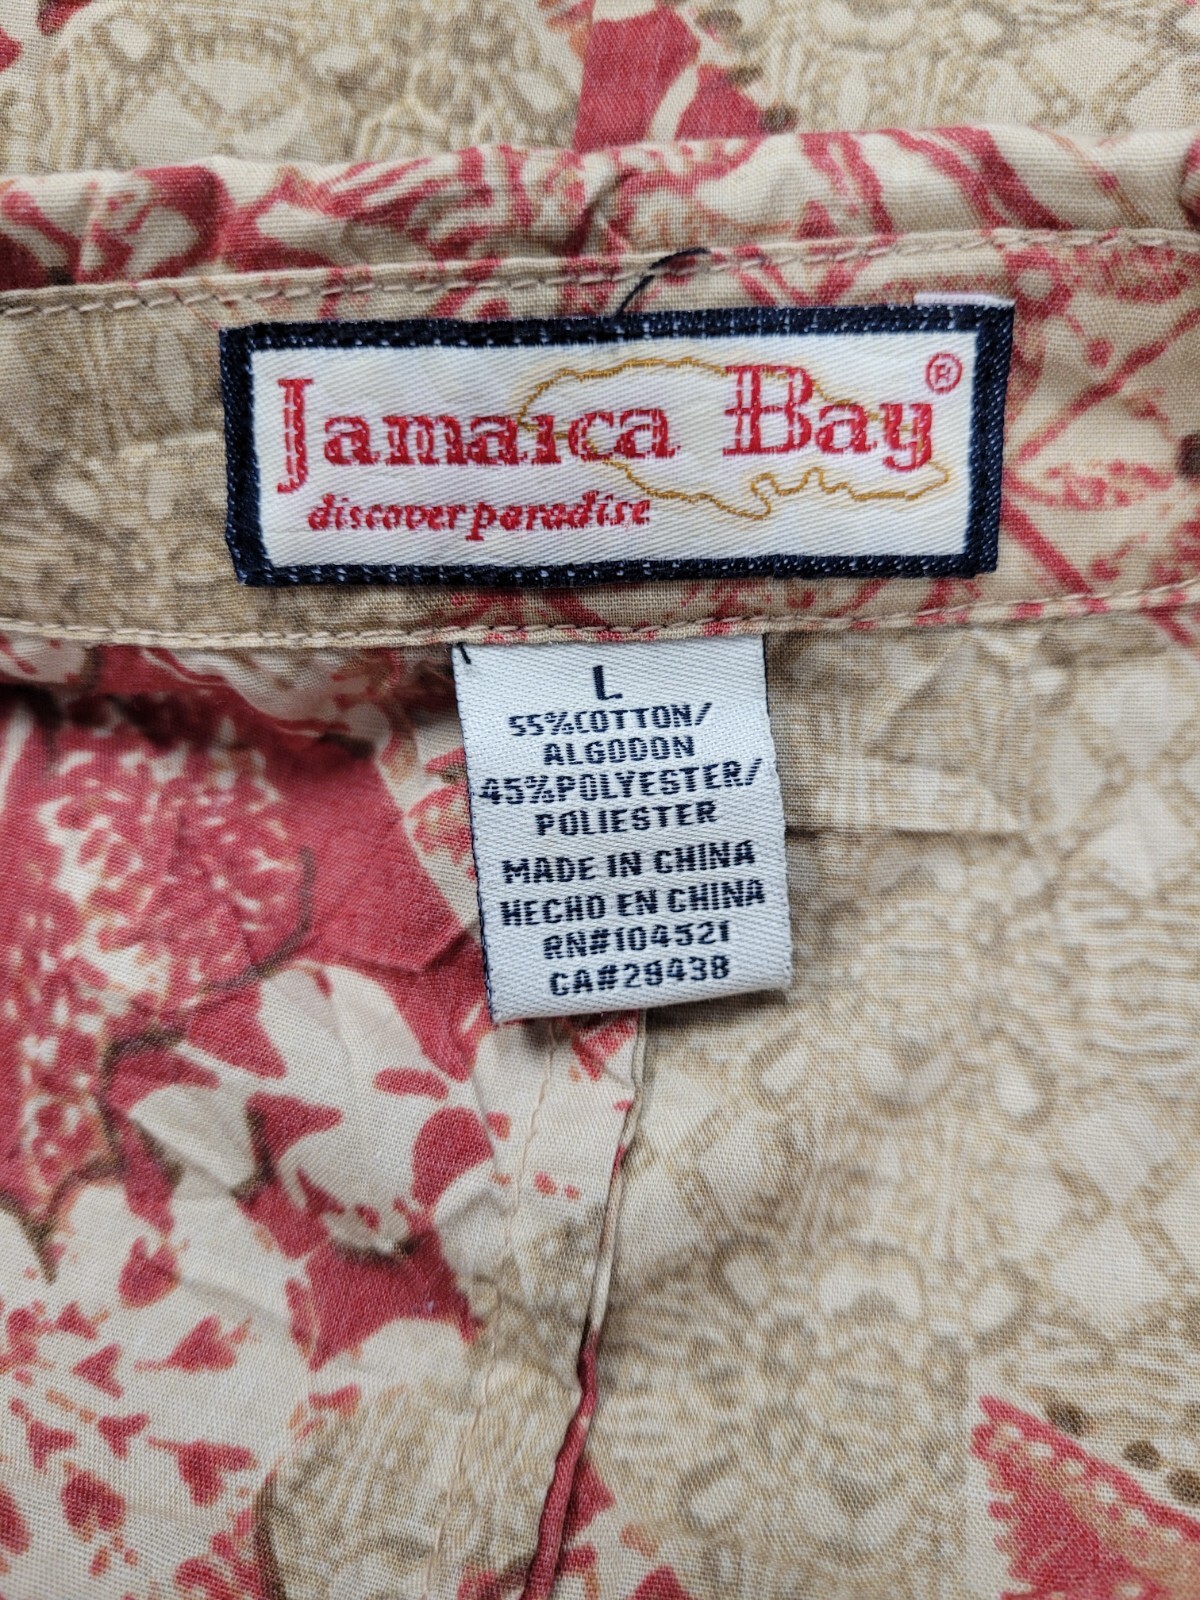 Jamaica Bay®
discover paradise
L
55%COTTON/
ALGODON
45%POLYESTER/
POLIESTER
MADE IN CHINA
HECHO EN CHINA
RN#104521
CA#28438